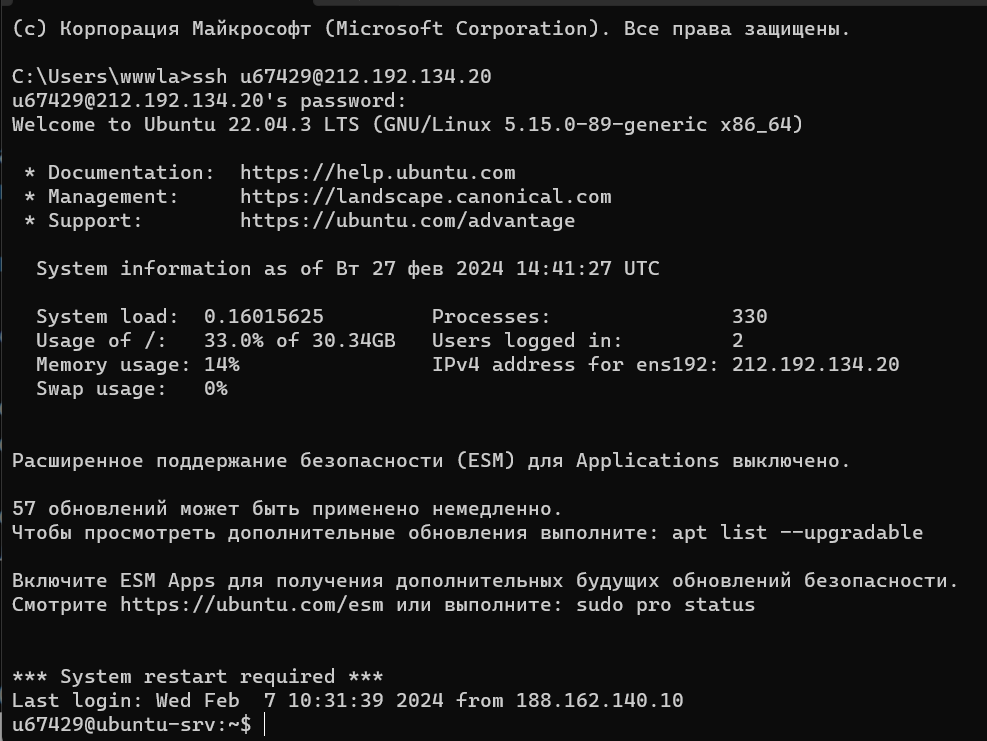 (c) Корпорация Майкрософт (Microsoft Corporation). Все права защищены.
C:\Users\wwwla>ssh u67429@212.192.134.20
u67429@212.192.134.20's password:
Welcome to Ubuntu 22.04.3 LTS (GNU/Linux 5.15.0-89-generic x86_64)
* Documentation:  https://help.ubuntu.com
* Management:     https://landscape.canonical.com
* Support:        https://ubuntu.com/advantage
System information as of Вт 27 фев 2024 14:41:27 UTC
System load:  0.16015625         Processes:               330
Usage of /:   33.0% of 30.34GB   Users logged in:         2
Memory usage: 14%                IPv4 address for ens192: 212.192.134.20
Swap usage:   0%
Расширенное поддержание безопасности (ESM) для Applications выключено.
57 обновлений может быть применено немедленно.
Чтобы просмотреть дополнительные обновления выполните: apt list --upgradable
Включите ESM Apps для получения дополнительных будущих обновлений безопасности.
Смотрите https://ubuntu.com/esm или выполните: sudo pro status
*** System restart required ***
Last login: Wed Feb  7 10:31:39 2024 from 188.162.140.10
u67429@ubuntu-srv:~$